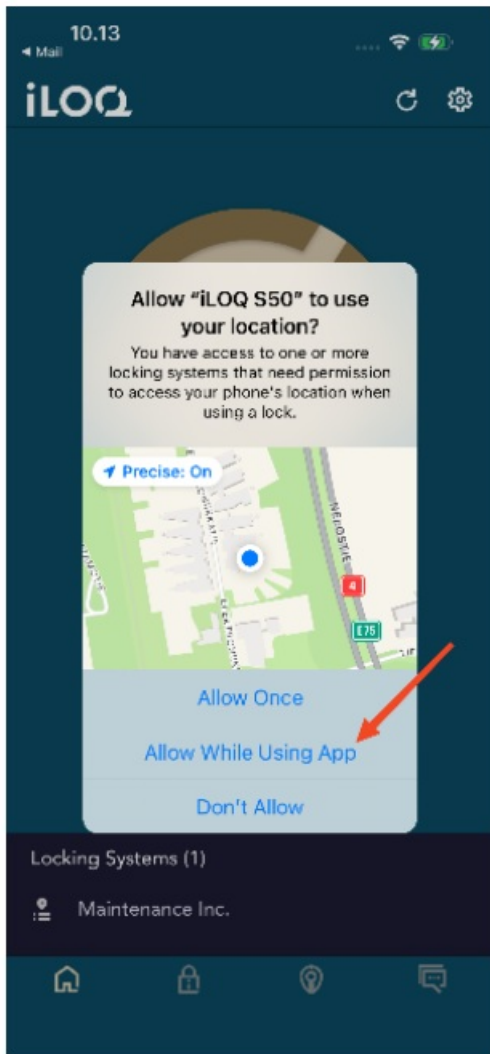 10.13
◀ Mail
iLOQ
Allow “iLOQ S50” to use
your location?
You have access to one or more
locking systems that need permission
to access your phone's location when
using a lock.
Precise: On
4
E75
Allow Once
Allow While Using App
Don't Allow
Locking Systems (1)
Maintenance Inc.